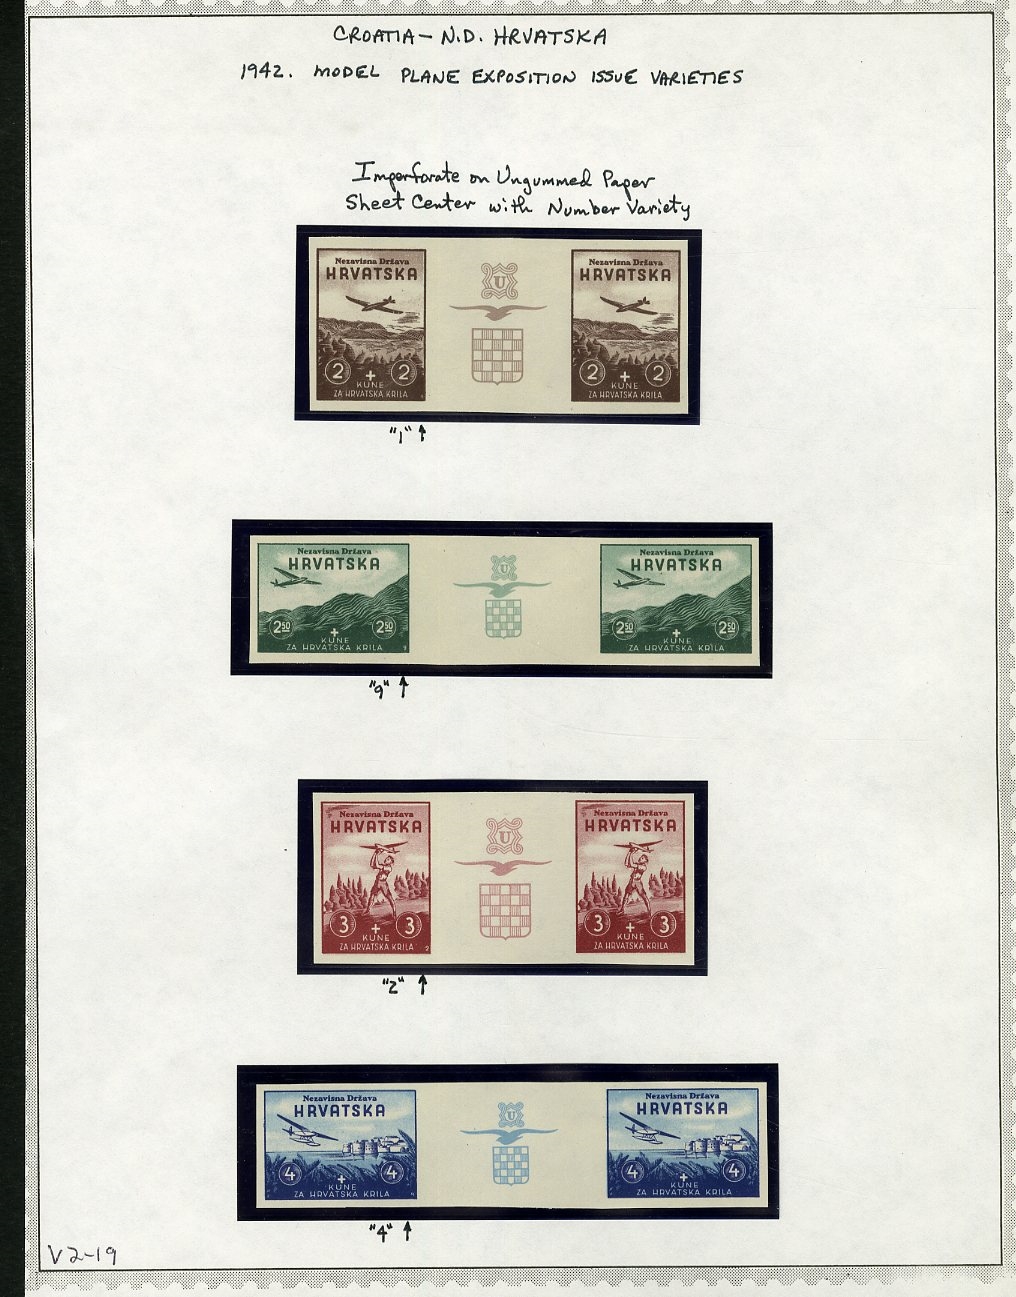 CROATIA – N.D. HRVATSKA
1942. MODEL PLANE EXPOSITION ISSUE VARIETIES
Imperforate on Ungummed Paper
Sheet Center with Number Variety
Nezavisna Država
HRVATSKA
2 + 2
KUNE
ZA HRVATSKA KRILA
U
Nezavisna Država
HRVATSKA
2 + 2
KUNE
ZA HRVATSKA KRILA
"1" ↑
Nezavisna Država
HRVATSKA
2.50 + 2.50
KUNE
ZA HRVATSKA KRILA 9
U
Nezavisna Država
HRVATSKA
2.50 + 2.50
KUNE
ZA HRVATSKA KRILA
"9" ↑
Nezavisna Država
HRVATSKA
3 + 3
KUNE
ZA HRVATSKA KRILA 2
U
Nezavisna Država
HRVATSKA
3 + 3
KUNE
ZA HRVATSKA KRILA
"2" ↑
Nezavisna Država
HRVATSKA
4 + 4
KUNE
ZA HRVATSKA KRILA 4
U
Nezavisna Država
HRVATSKA
4 + 4
KUNE
ZA HRVATSKA KRILA
"4" ↑
V2-19